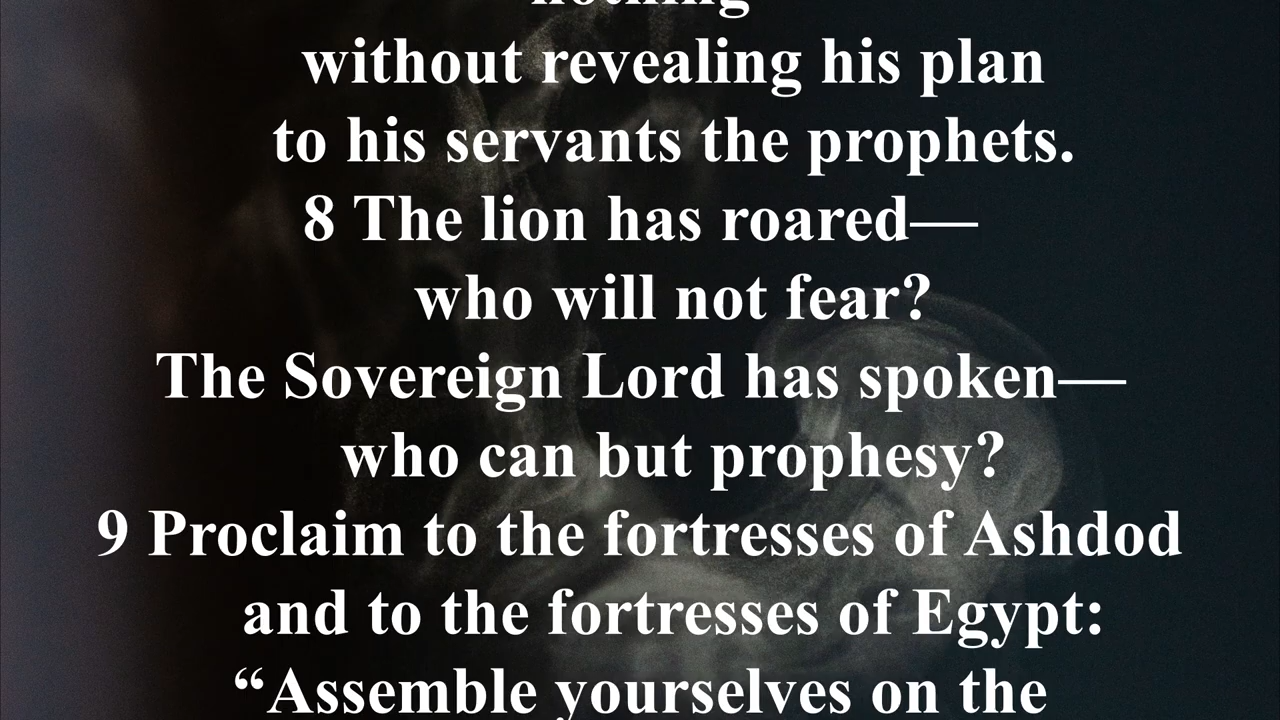 nothing
without revealing his plan
to his servants the prophets.
8 The lion has roared—
who will not fear?
The Sovereign Lord has spoken—
who can but prophesy?
9 Proclaim to the fortresses of Ashdod
and to the fortresses of Egypt:
“Assemble yourselves on the